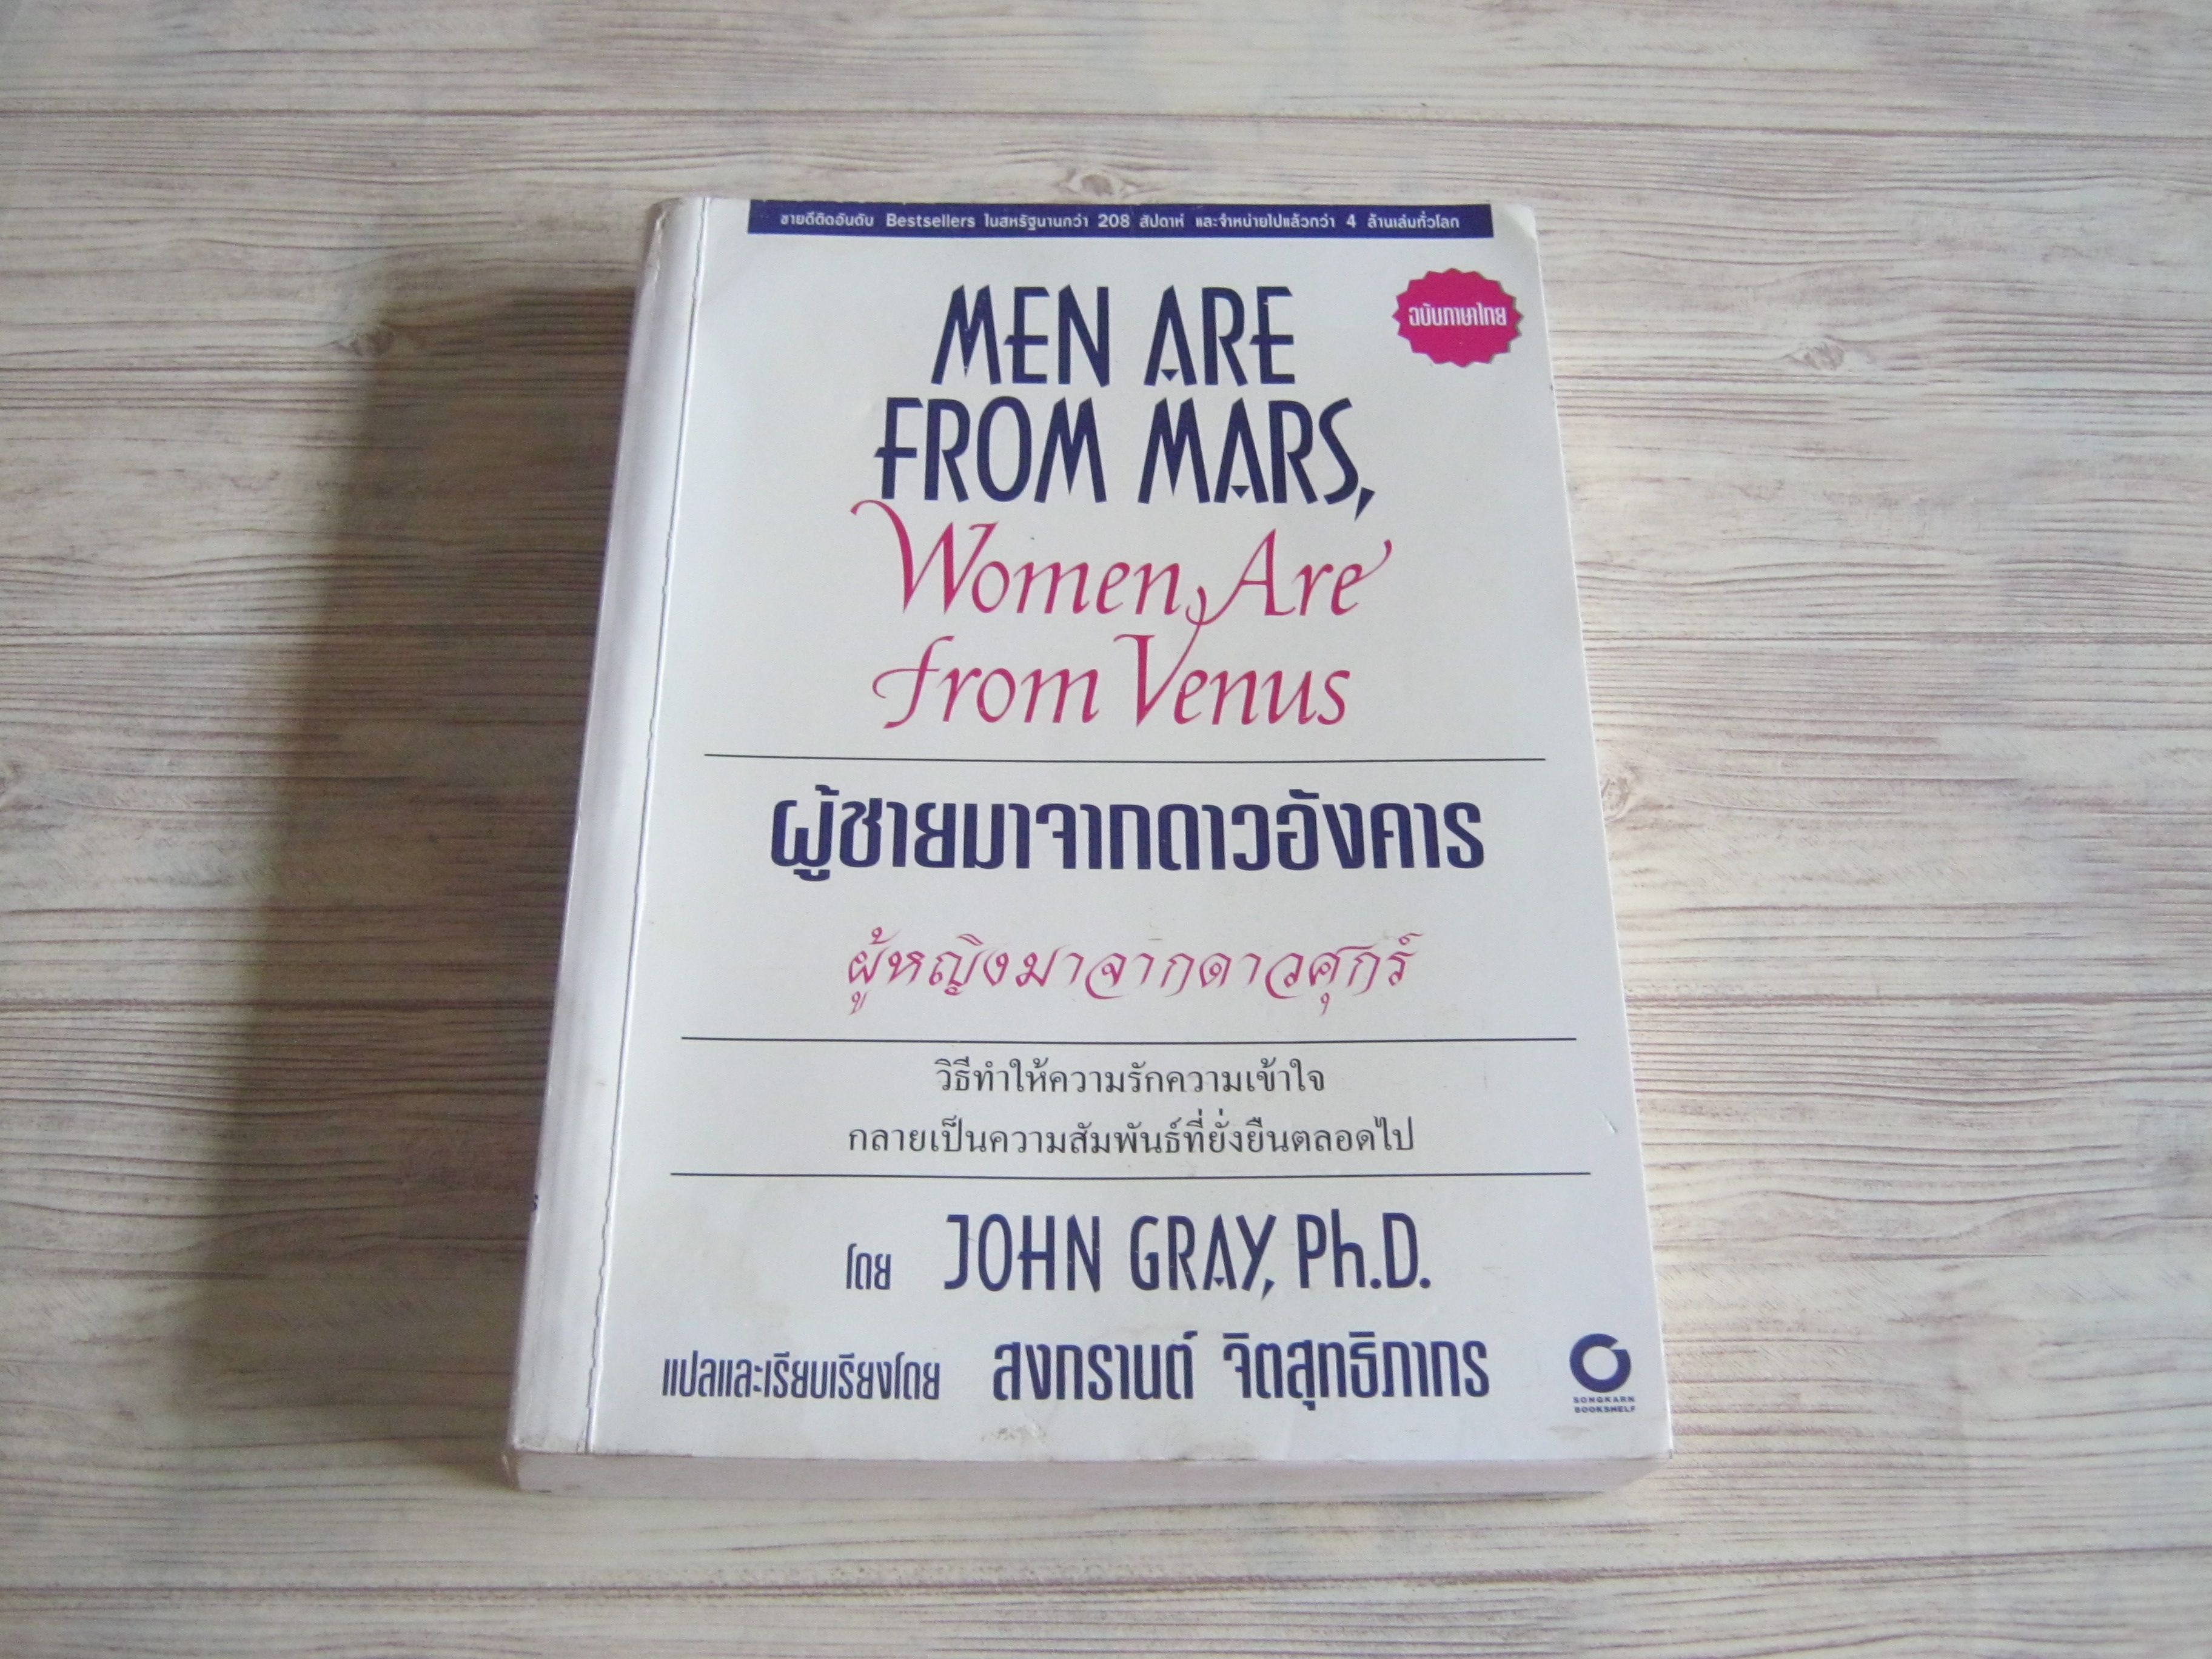 ขายดีติดอันดับ Bestsellers ในสหรัฐนานกว่า 208 สัปดาห์ และจำหน่ายไปแล้วกว่า 4 ล้านเล่มทั่วโลก
ฉบับภาษาไทย
MEN ARE
FROM MARS,
Women Are
from Venus
ผู้ชายมาจากดาวอังคาร
ผู้หญิงมาจากดาวศุกร์
วิธีทำให้ความรักความเข้าใจ
กลายเป็นความสัมพันธ์ที่ยั่งยืนตลอดไป
โดย JOHN GRAY, Ph.D.
แปลและเรียบเรียงโดย สงกรานต์ จิตสุทธิภากร
SONGKARN
BOOKSHELF